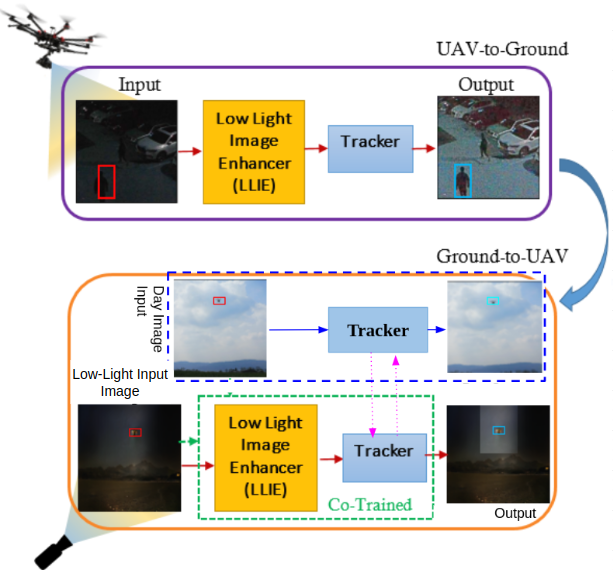 UAV-to-Ground
Input
Output
Low Light
Image
Enhancer
(LLIE)
Tracker
Ground-to-UAV
Day Image
Input
Tracker
Low-Light Input
Image
Low Light
Image
Enhancer
(LLIE)
Tracker
Co-Trained
Output